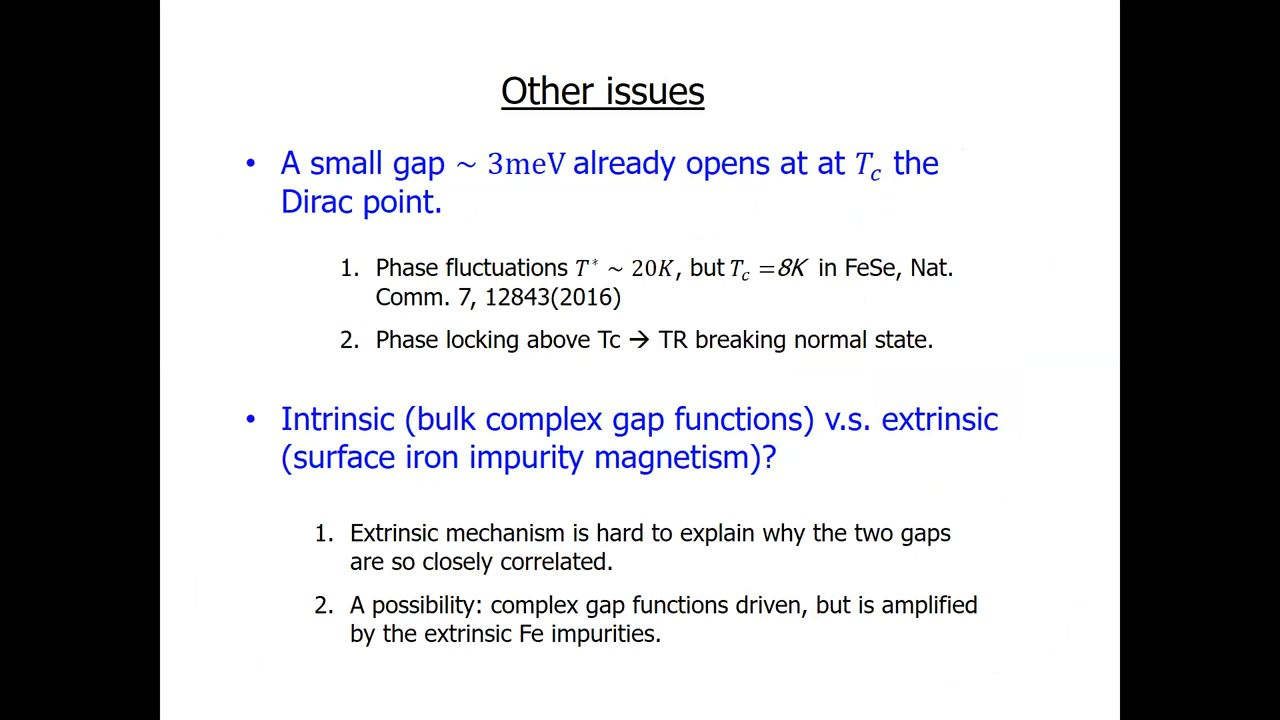 Other issues
• A small gap ~ 3meV already opens at at T_c the
Dirac point.
1. Phase fluctuations T* ~ 20K, but T_c =8K in FeSe, Nat.
Comm. 7, 12843(2016)
2. Phase locking above Tc → TR breaking normal state.
• Intrinsic (bulk complex gap functions) v.s. extrinsic
(surface iron impurity magnetism)?
1. Extrinsic mechanism is hard to explain why the two gaps
are so closely correlated.
2. A possibility: complex gap functions driven, but is amplified
by the extrinsic Fe impurities.